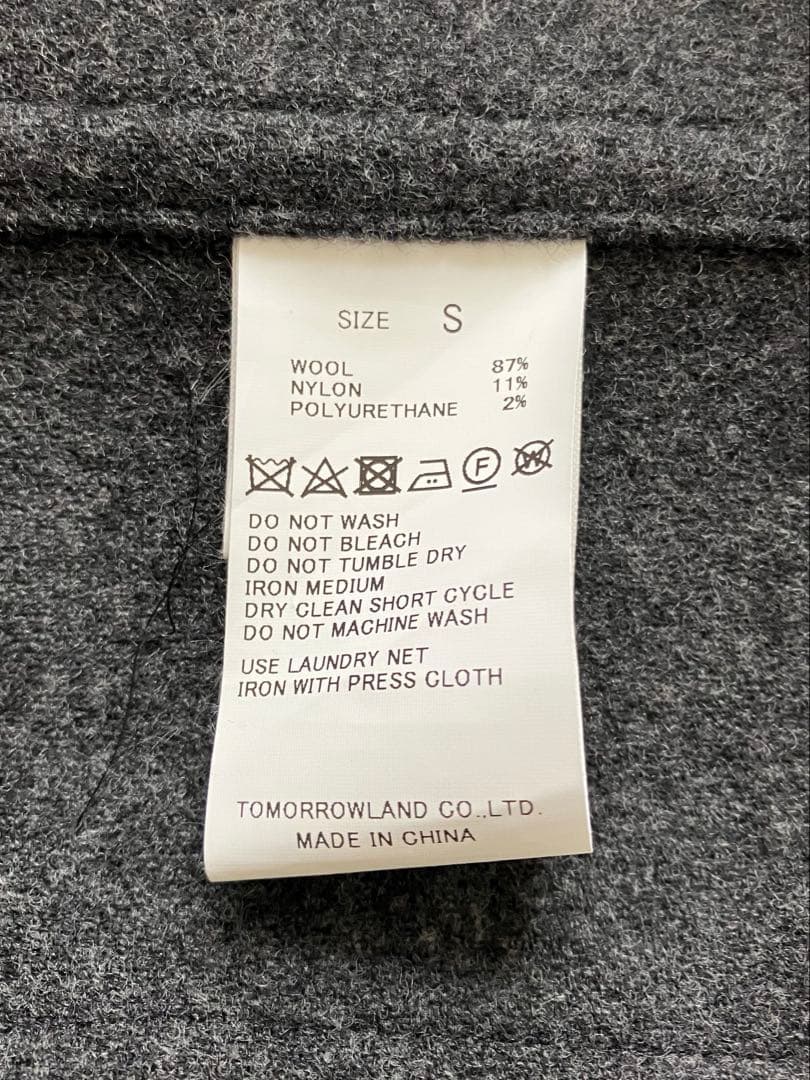 SIZE S
WOOL 87%
NYLON 11%
POLYURETHANE 2%
F W
DO NOT WASH
DO NOT BLEACH
DO NOT TUMBLE DRY
IRON MEDIUM
DRY CLEAN SHORT CYCLE
DO NOT MACHINE WASH
USE LAUNDRY NET
IRON WITH PRESS CLOTH
TOMORROWLAND CO.,LTD.
MADE IN CHINA